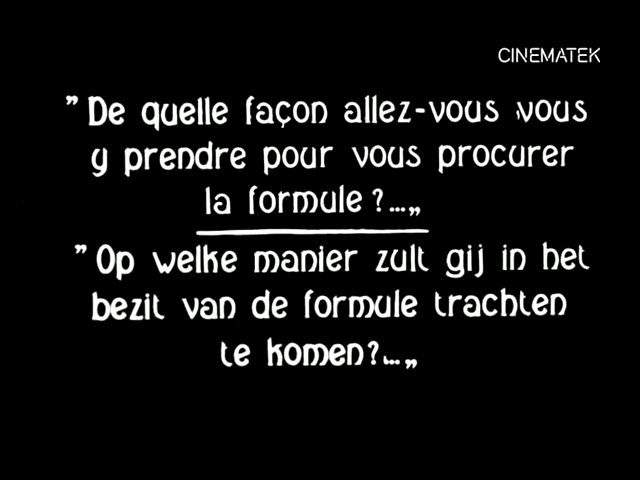 CINEMATEK
”De quelle façon allez-vous vous
y prendre pour vous procurer
la formule?...„
”Op welke manier zult gij in het
bezit van de formule trachten
te komen?...„